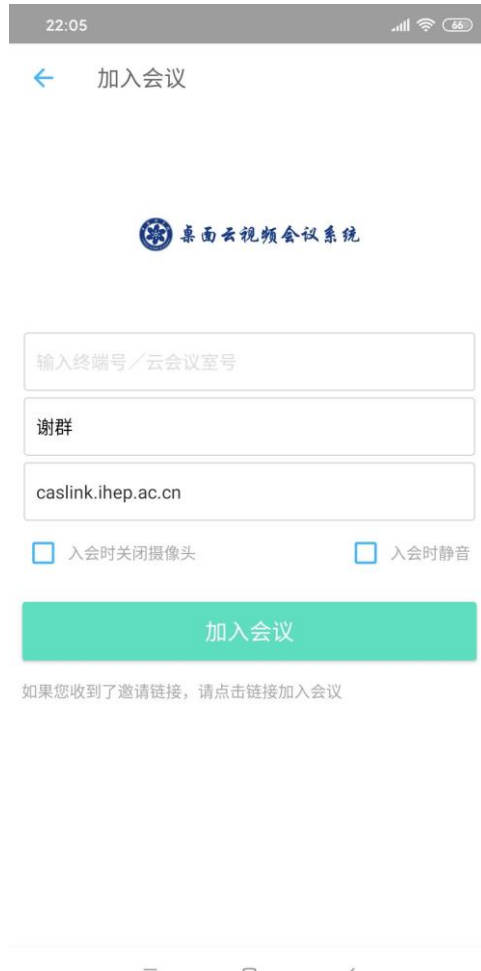 22:05
66
加入会议
桌面云视频会议系统
输入终端号／云会议室号
谢群
caslink.ihep.ac.cn
入会时关闭摄像头
入会时静音
加入会议
如果您收到了邀请链接，请点击链接加入会议